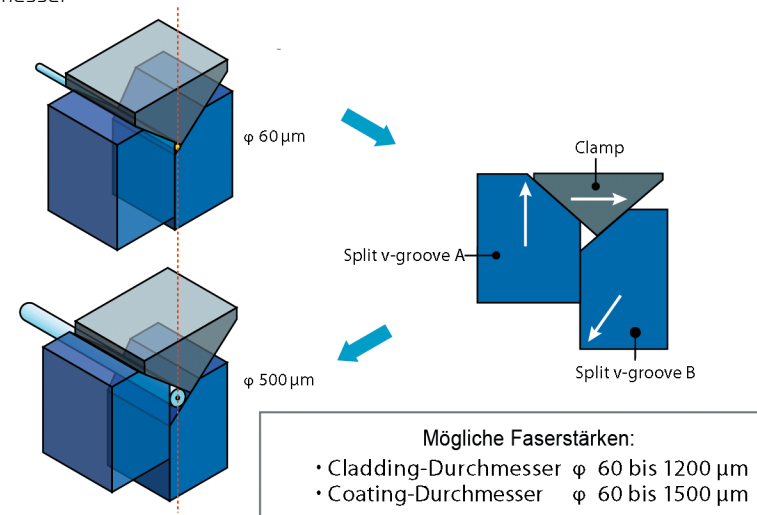 φ 60 μm
Clamp
Split v-groove A
φ 500 μm
Split v-groove B
Mögliche Faserstärken:
・Cladding-Durchmesser φ 60 bis 1200 μm
・Coating-Durchmesser φ 60 bis 1500 μm